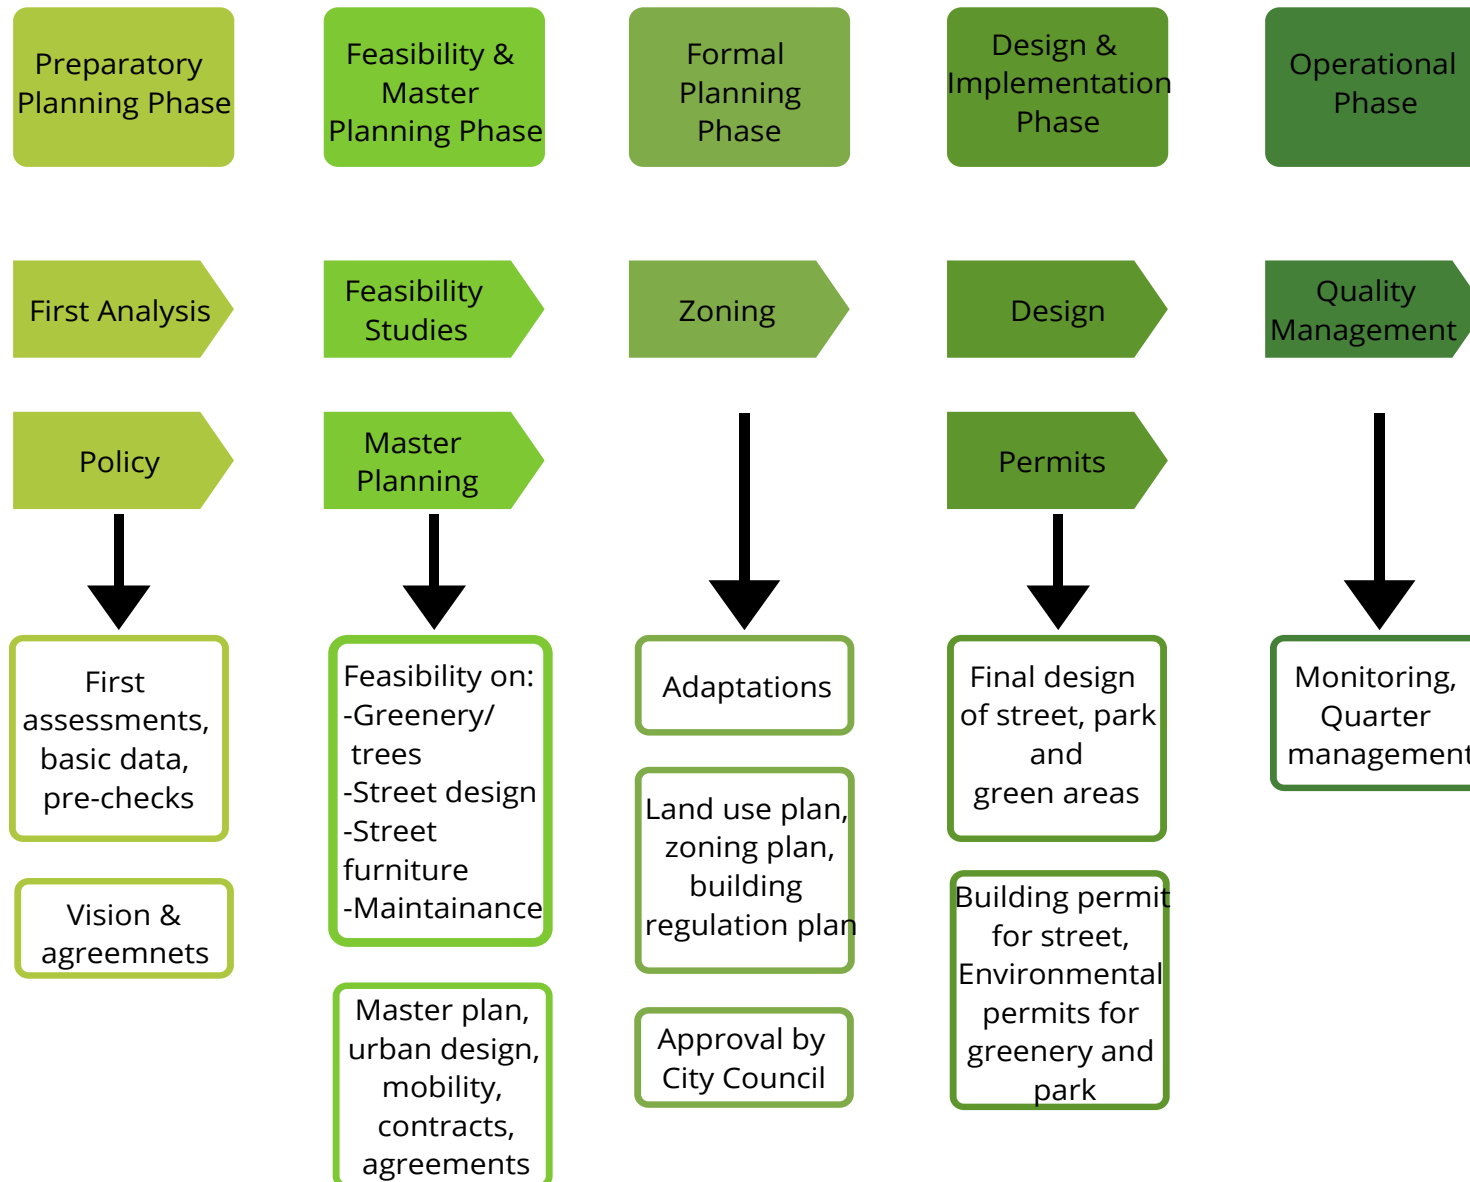 Preparatory
Planning Phase
Feasibility &
Master
Planning Phase
Formal
Planning
Phase
Design &
Implementation
Phase
Operational
Phase
First Analysis
Feasibility
Studies
Zoning
Design
Quality
Management
Policy
Master
Planning
Permits
First
assessments,
basic data,
pre-checks
Vision &
agreemnets
Feasibility on:
-Greenery/
trees
-Street design
-Street
furniture
-Maintainance
Master plan,
urban design,
mobility,
contracts,
agreements
Adaptations
Land use plan,
zoning plan,
building
regulation plan
Approval by
City Council
Final design
of street, park
and
green areas
Building permit
for street,
Environmental
permits for
greenery and
park
Monitoring,
Quarter
management